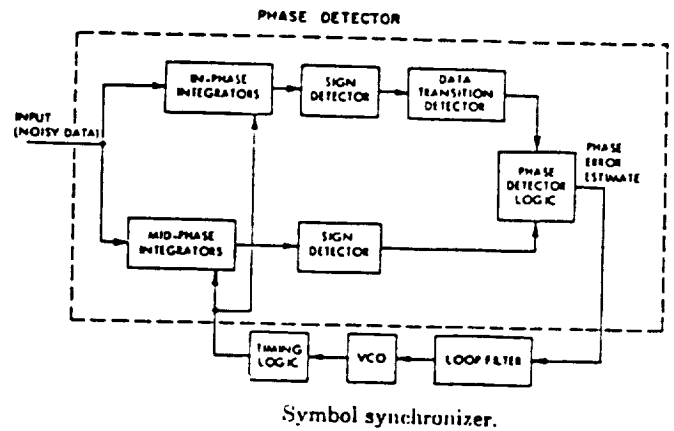 PHASE DETECTOR
IN-PHASE
INTEGRATORS
SIGN
DETECTOR
DATA
TRANSITION
DETECTOR
INPUT
(NOISY DATA)
PHASE
DETECTOR
LOGIC
PHASE
ERROR
ESTIMATE
MID-PHASE
INTEGRATORS
SIGN
DETECTOR
TIMING
LOGIC
VCO
LOOP FILTER
Symbol synchronizer.